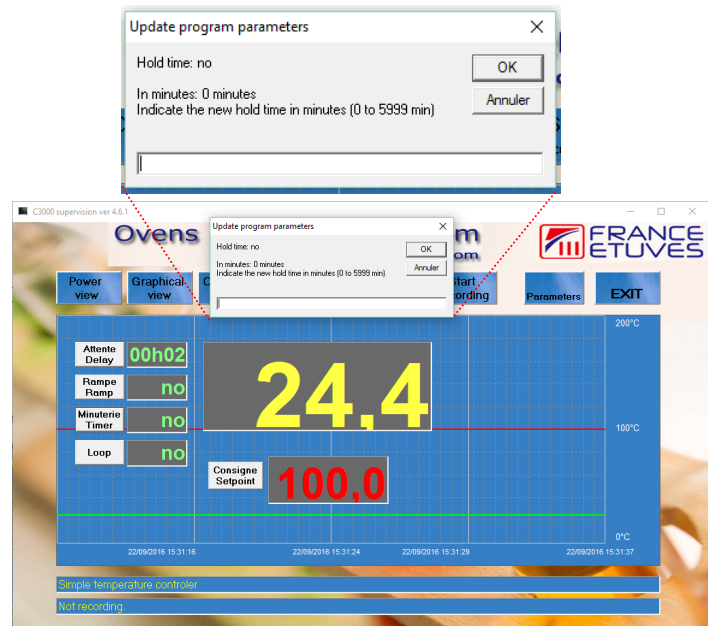 Update program parameters
Hold time: no
OK
In minutes: 0 minutes
Indicate the new hold time in minutes (0 to 5999 min)
Annuler
C3000 supervision ver 4.6.1
Ovens
m
om
FRANCE
ETUVES
Update program parameters
Hold time: no
OK
In minutes: 0 minutes
Indicate the new hold time in minutes (0 to 5999 min)
Annuler
Power
view
Graphical
view
Start
cording
Parameters
EXIT
200°C
Attente
Delay
00h02
Rampe
Ramp
no
24,4
Minuterie
Timer
no
100°C
Loop
no
Consigne
Setpoint
100,0
0°C
22/09/2016 15:31:16
22/09/2016 15:31:24
22/09/2016 15:31:29
22/09/2016 15:31:37
Simple temperature controler
Not recording